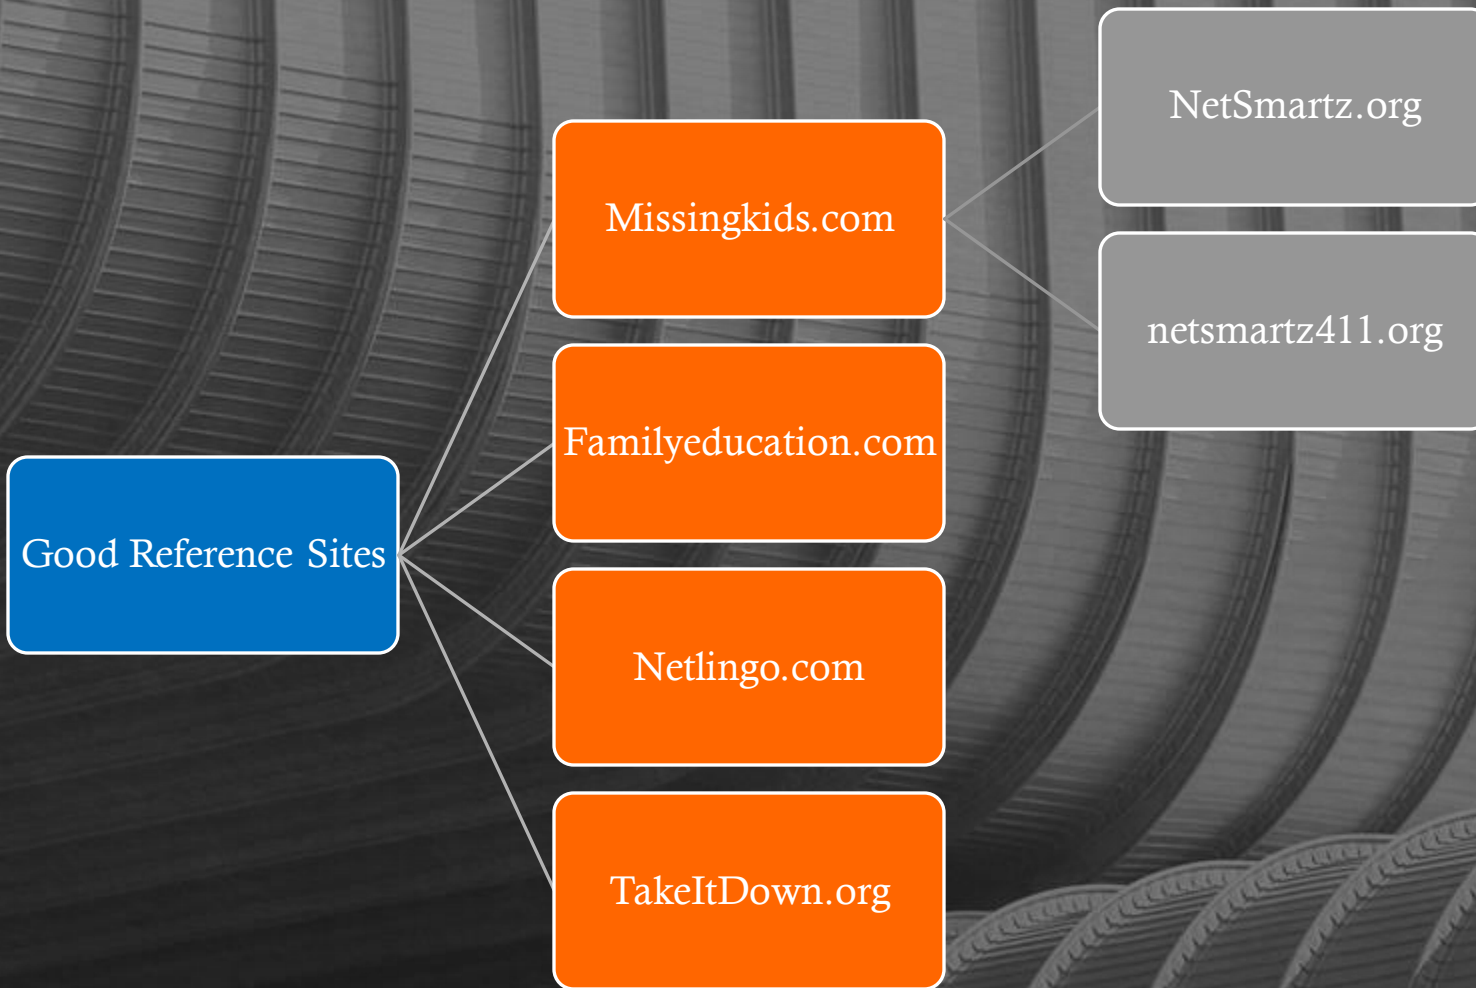 Good Reference Sites
Missingkids.com
NetSmartz.org
netsmartz411.org
Familyeducation.com
Netlingo.com
TakeItDown.org